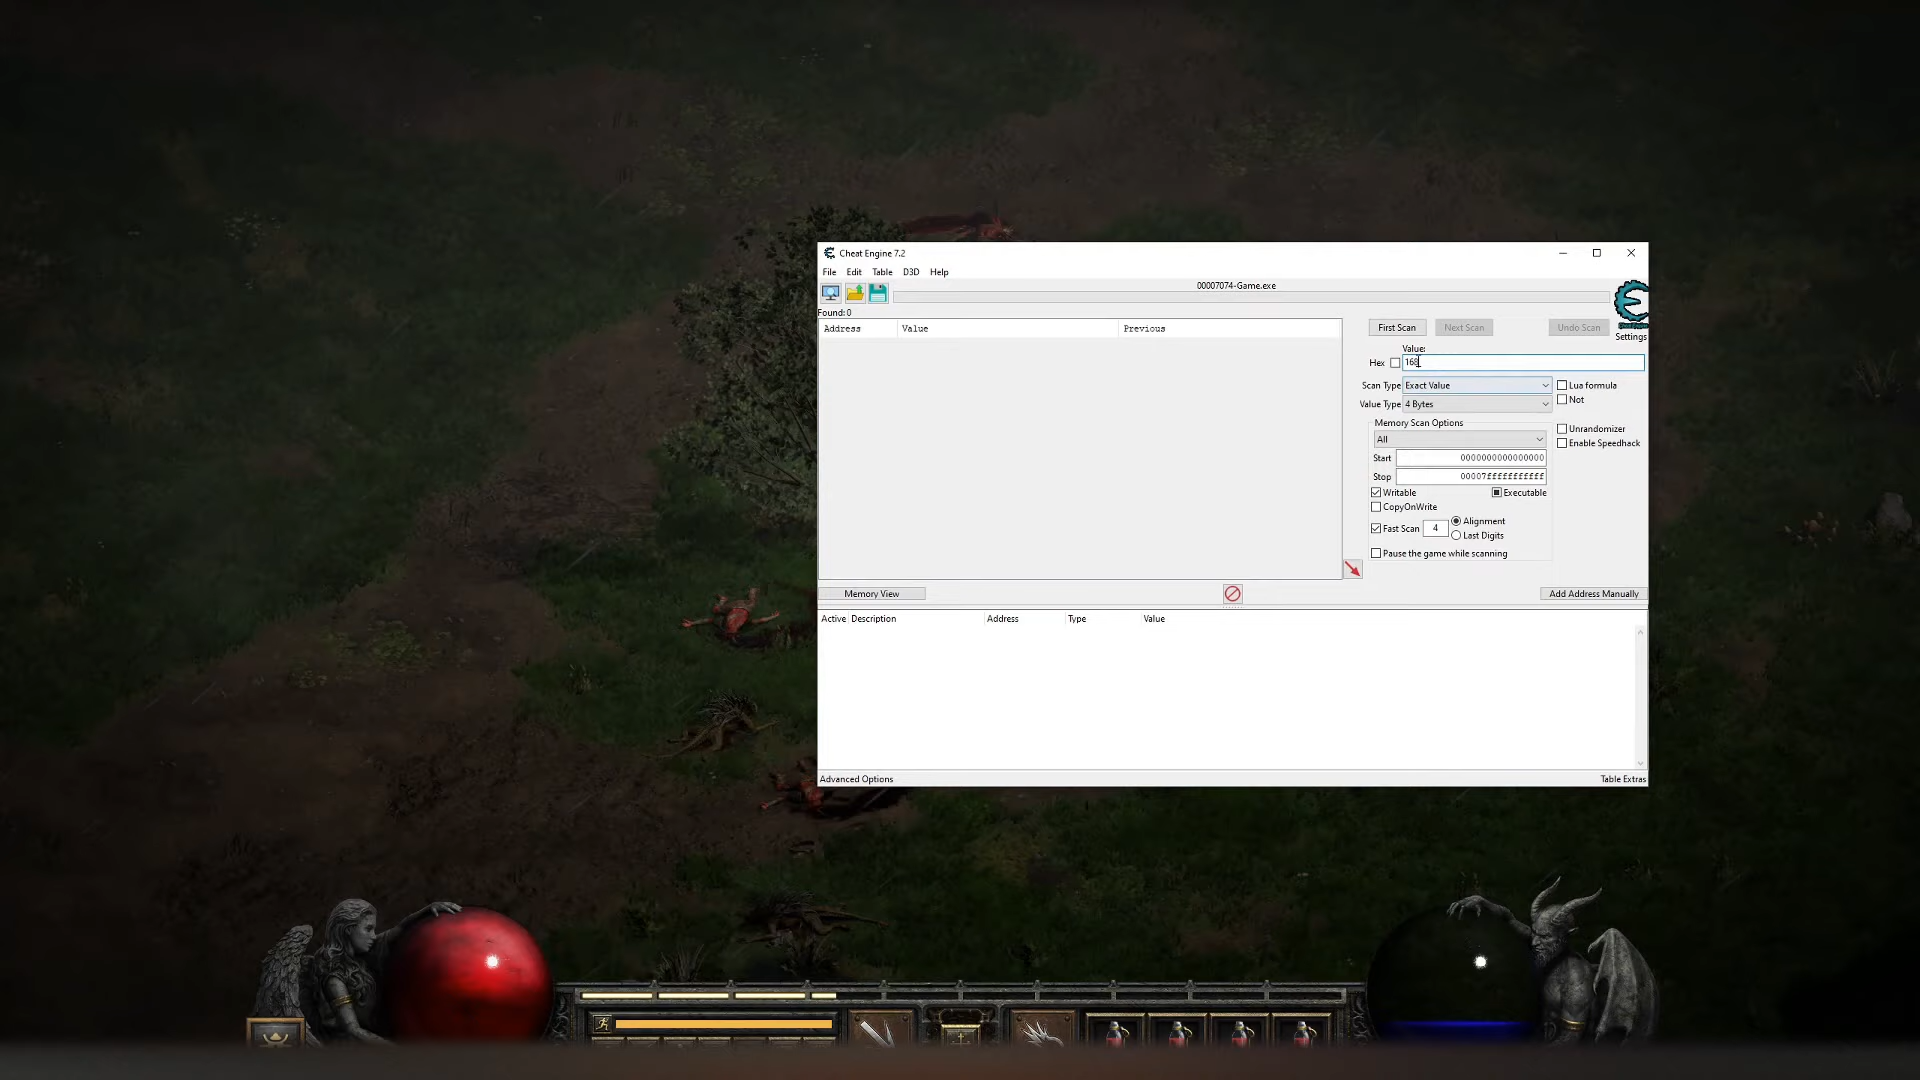 Cheat Engine 7.2
File Edit Table D3D Help
00007074-Game.exe
Found: 0
Address Value Previous
First Scan Next Scan Undo Scan
Settings
Value:
Hex 168
Scan Type Exact Value Lua formula
Not
Value Type 4 Bytes
Memory Scan Options
All
Unrandomizer
Enable Speedhack
Start 0000000000000000
Stop 00007fffffffffff
Writable Executable
CopyOnWrite
Fast Scan 4 Alignment
Last Digits
Pause the game while scanning
Memory View Add Address Manually
Active Description Address Type Value
Advanced Options Table Extras